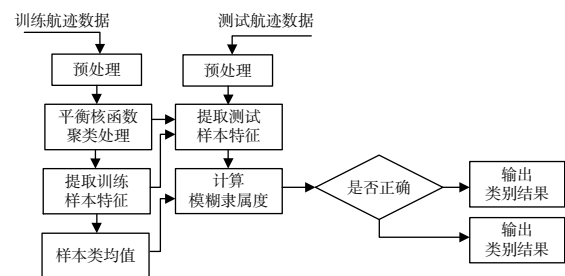 训练航迹数据
测试航迹数据
预处理
预处理
平衡核函数
聚类处理
提取测试
样本特征
提取训练
样本特征
计算
模糊隶属度
是否正确
输出
类别结果
样本类均值
输出
类别结果